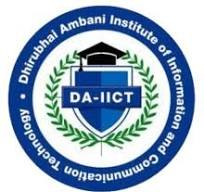 Dhirubhai Ambani Institute of Information and Communication Technology •
DA-IICT